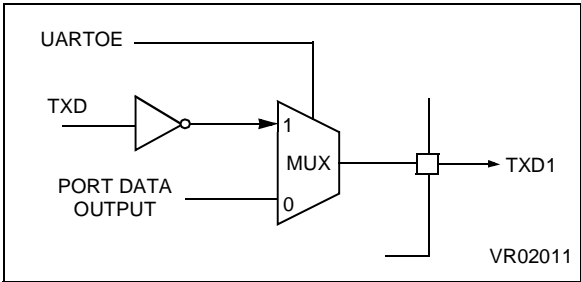 UARTOE
TXD
1
MUX
TXD1
PORT DATA
OUTPUT
0
VR02011